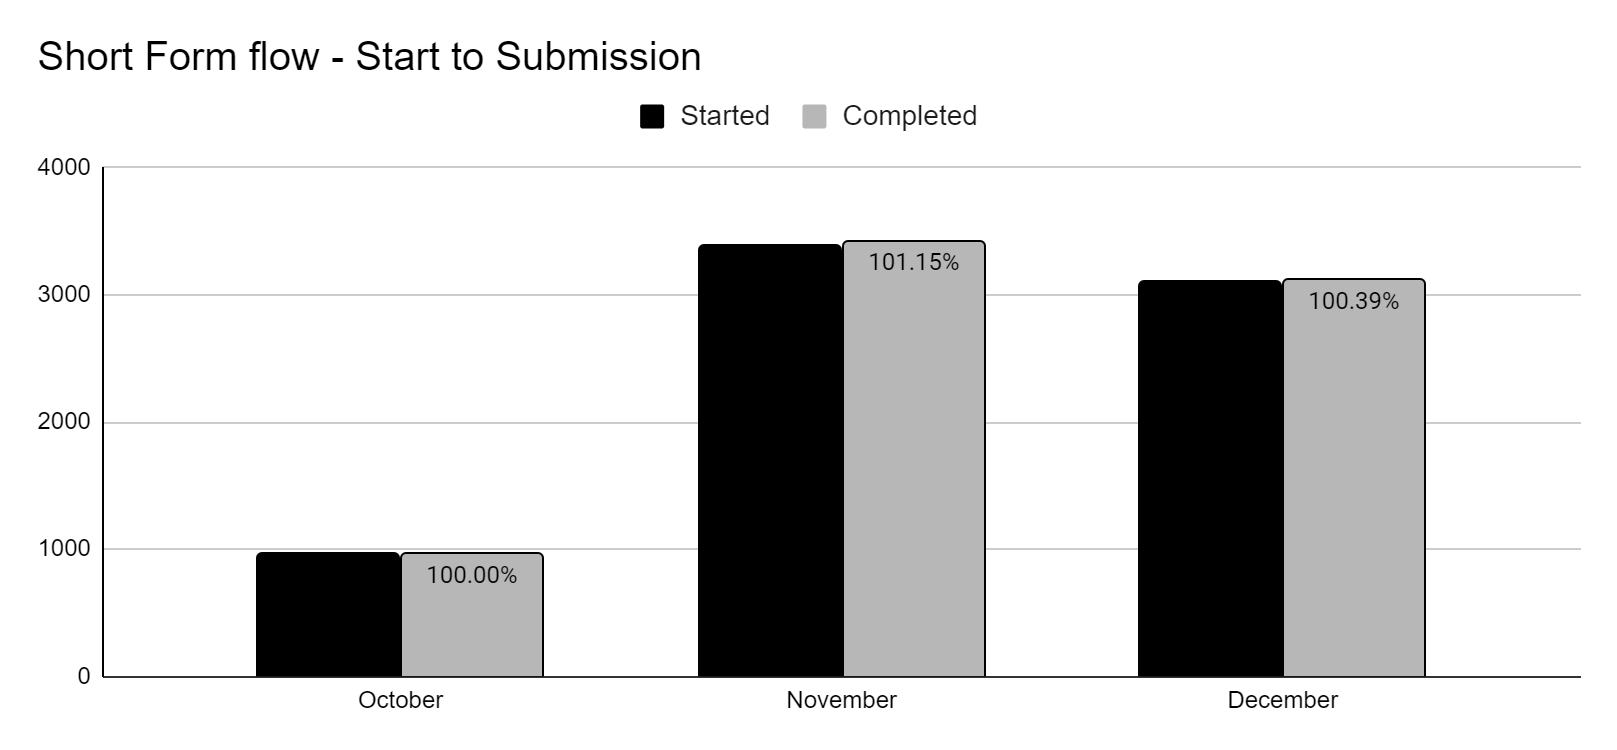 Short Form flow - Start to Submission
Started Completed
4000
3000
2000
1000
0
101.15%
100.39%
100.00%
October November December